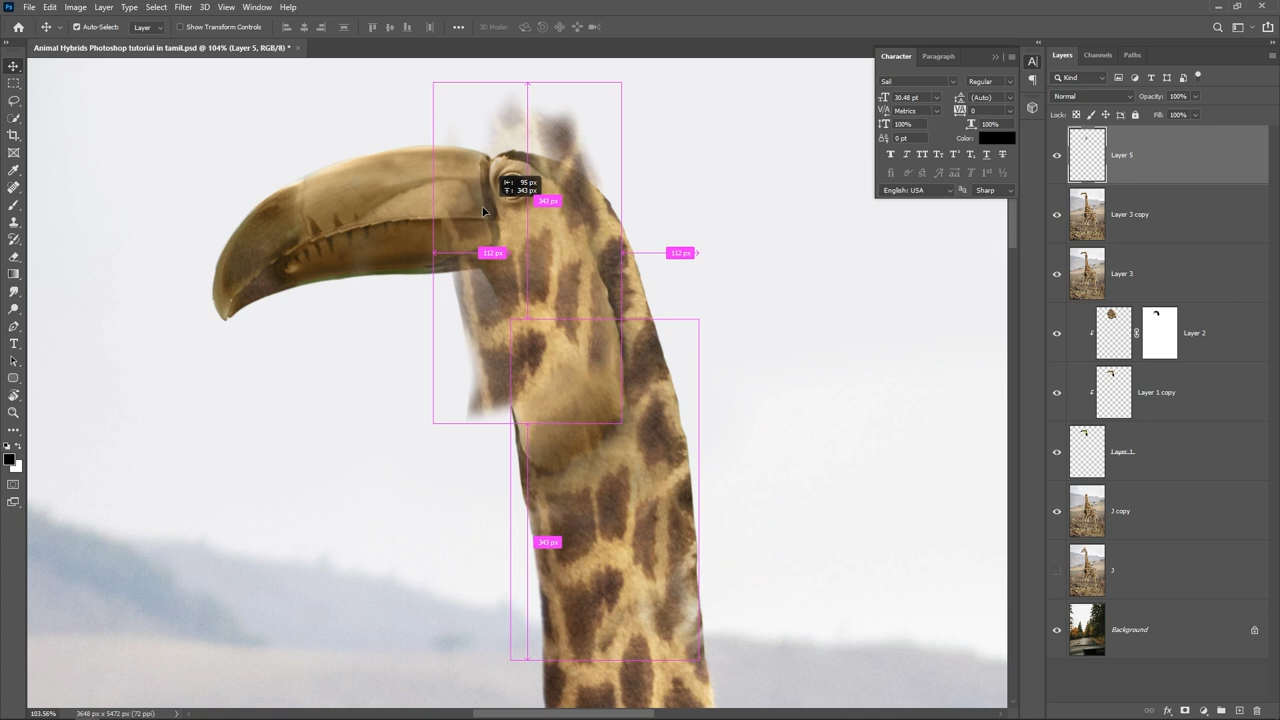 Ps File Edit Image Layer Type Select Filter 3D View Window Help
Auto-Select: Layer Show Transform Controls 3D Mode:
Animal Hybrids Photoshop tutorial in tamil.psd @ 104% (Layer 5, RGB/8) *
Character Paragraph
Sail Regular
30.48 pt (Auto)
Metrics 0
100% 100%
0 pt Color:
English: USA Sharp
95 px
343 px
343 px
112 px
112 px
343 px
Layers Channels Paths
Kind
Normal Opacity: 100%
Lock: Fill: 100%
Layer 5
Layer 3 copy
Layer 3
Layer 2
Layer 1 copy
Layer 1
J copy
J
Background
103.56% 3648 px x 5472 px (72 ppi)